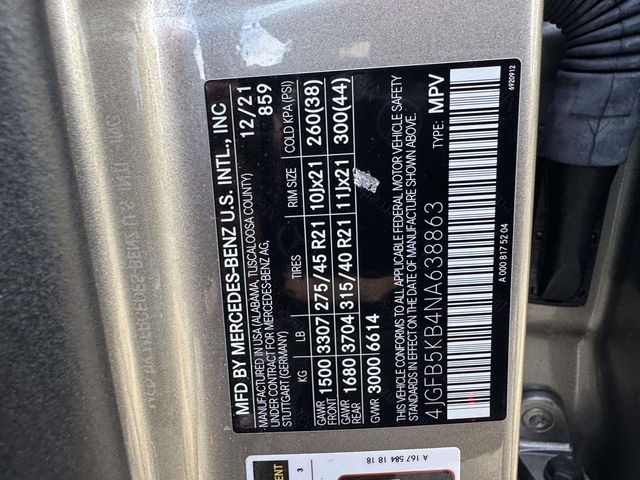 MFD BY MERCEDES-BENZ U.S. INTL., INC
MANUFACTURED IN USA (ALABAMA, TUSCALOOSA COUNTY)
UNDER CONTRACT FOR MERCEDES-BENZ AG,
STUTTGART (GERMANY)
12/21
859
KG LB TIRES RIM SIZE COLD KPA (PSI)
GAWR FRONT 1500 3307 275/45 R21 10Jx21 260(38)
GAWR REAR 1680 3704 315/40 R21 11Jx21 300(44)
GVWR 3000 6614
THIS VEHICLE CONFORMS TO ALL APPLICABLE FEDERAL MOTOR VEHICLE SAFETY
STANDARDS IN EFFECT ON THE DATE OF MANUFACTURE SHOWN ABOVE.
4JGFB5KB4NA638863 TYPE: MPV
A 000 817 52 04
6920912
A 167 584 18 18
3